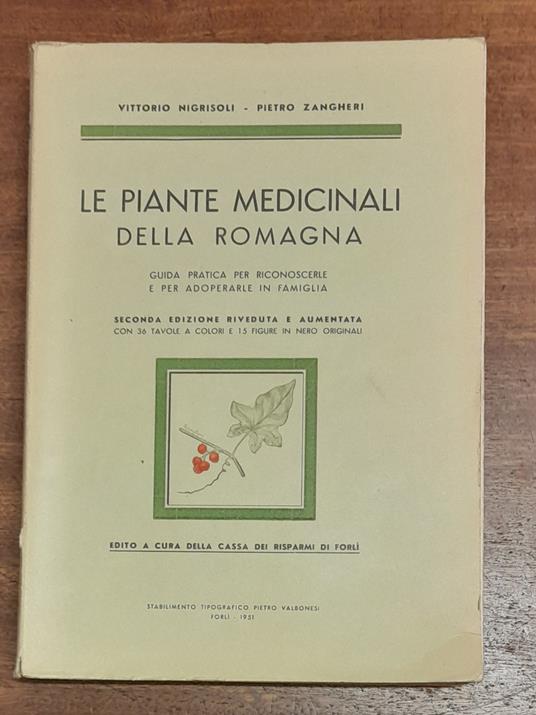 VITTORIO NIGRISOLI - PIETRO ZANGHERI
LE PIANTE MEDICINALI
DELLA ROMAGNA
GUIDA PRATICA PER RICONOSCERLE
E PER ADOPERARLE IN FAMIGLIA
SECONDA EDIZIONE RIVEDUTA E AUMENTATA
CON 36 TAVOLE A COLORI E 15 FIGURE IN NERO ORIGINALI
EDITO A CURA DELLA CASSA DEI RISPARMI DI FORLÌ
STABILIMENTO TIPOGRAFICO PIETRO VALBONESI
FORLÌ - 1951